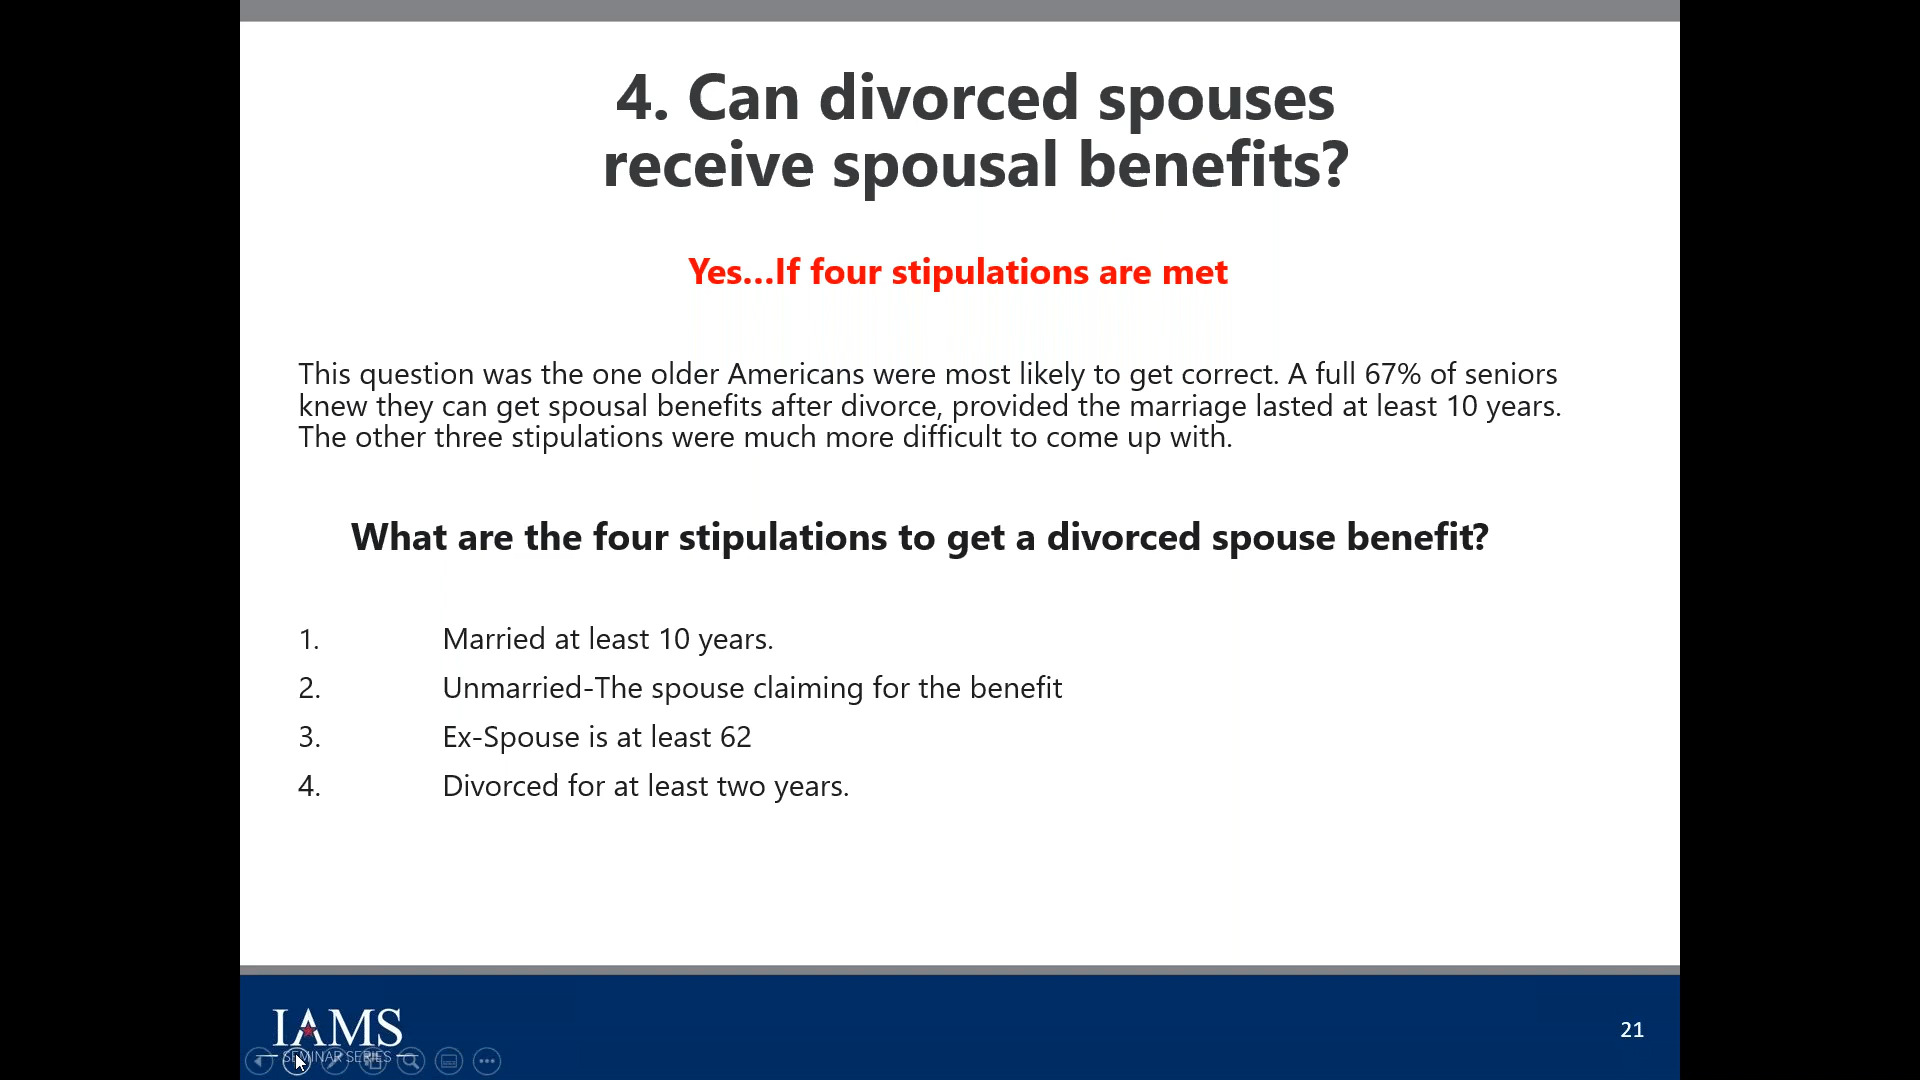 4. Can divorced spouses
receive spousal benefits?
Yes...If four stipulations are met
This question was the one older Americans were most likely to get correct. A full 67% of seniors
knew they can get spousal benefits after divorce, provided the marriage lasted at least 10 years.
The other three stipulations were much more difficult to come up with.
What are the four stipulations to get a divorced spouse benefit?
1. Married at least 10 years.
2. Unmarried-The spouse claiming for the benefit
3. Ex-Spouse is at least 62
4. Divorced for at least two years.
IAMS
SEMINAR SERIES
21